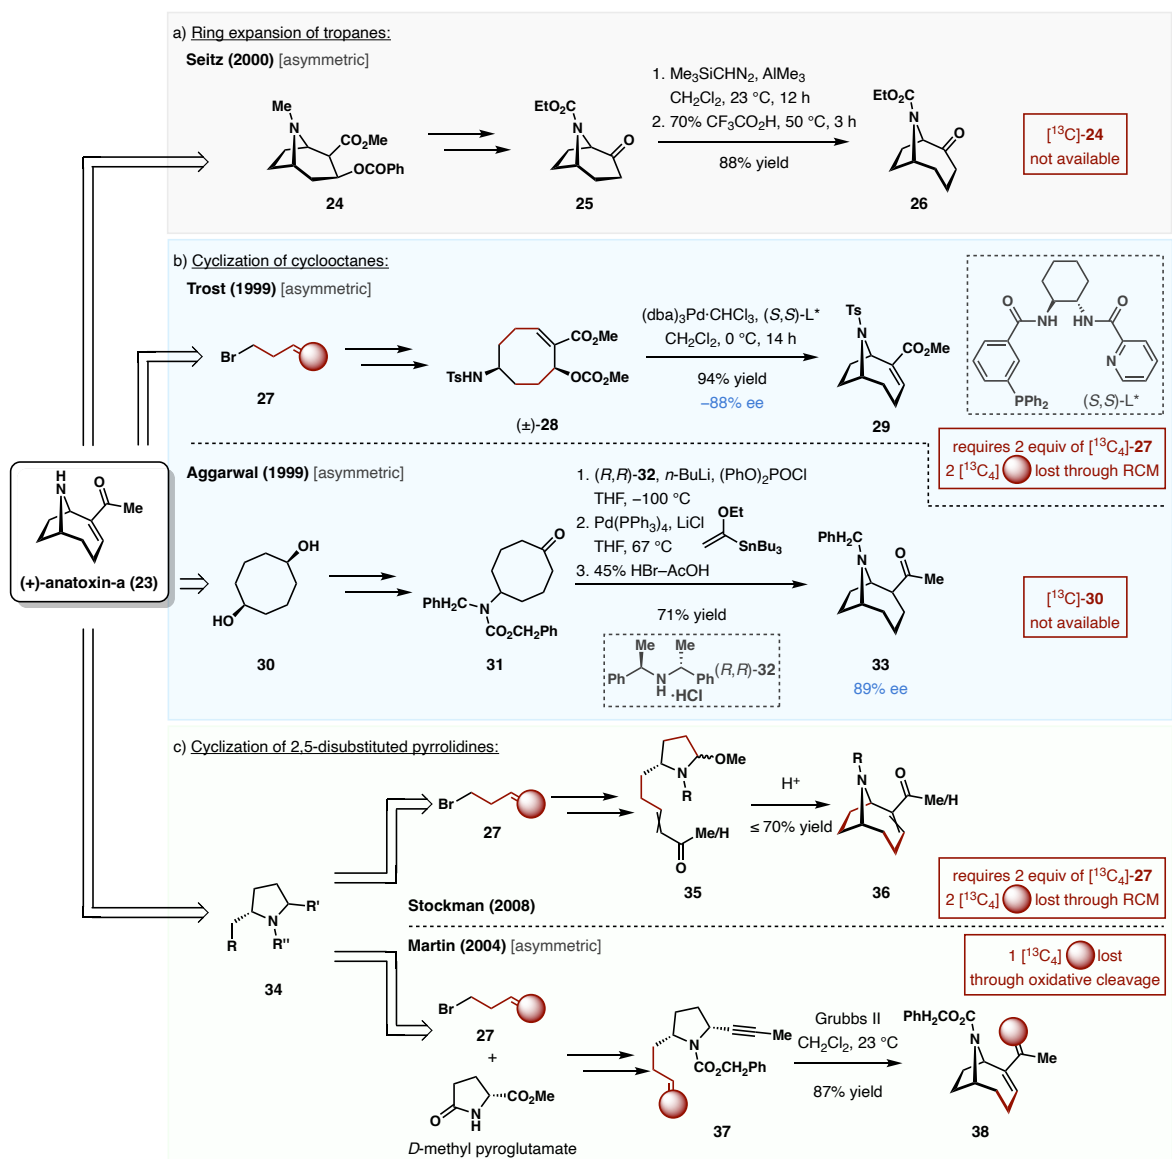 a) Ring expansion of tropanes:
Seitz (2000) [asymmetric]
Me
N
CO₂Me
OCOPh
24
EtO₂C
N
O
25
1. Me₃SiCHN₂, AlMe₃
CH₂Cl₂, 23 °C, 12 h
2. 70% CF₃CO₂H, 50 °C, 3 h
88% yield
EtO₂C
N
O
26
[¹³C]-24
not available
b) Cyclization of cyclooctanes:
Trost (1999) [asymmetric]
Br
27
CO₂Me
TsHN
OCO₂Me
(±)-28
(dba)₃Pd·CHCl₃, (S,S)-L*
CH₂Cl₂, 0 °C, 14 h
94% yield
–88% ee
Ts
N
CO₂Me
29
O
NH
HN
O
N
PPh₂
(S,S)-L*
requires 2 equiv of [¹³C₄]-27
2 [¹³C₄] lost through RCM
H
N
O
Me
(+)-anatoxin-a (23)
Aggarwal (1999) [asymmetric]
OH
HO
30
O
PhH₂C
N
CO₂CH₂Ph
31
1. (R,R)-32, n-BuLi, (PhO)₂POCl
THF, –100 °C
2. Pd(PPh₃)₄, LiCl
THF, 67 °C
OEt
SnBu₃
3. 45% HBr–AcOH
71% yield
Me
Me
Ph
N
H
Ph
·HCl
(R,R)-32
PhH₂C
N
O
Me
33
89% ee
[¹³C]-30
not available
c) Cyclization of 2,5-disubstituted pyrrolidines:
R'
N
R''
R
34
Br
27
Stockman (2008)
OMe
N
R
Me/H
O
35
H⁺
≤ 70% yield
R
N
O
Me/H
36
requires 2 equiv of [¹³C₄]-27
2 [¹³C₄] lost through RCM
Martin (2004) [asymmetric]
Br
27
+
O
N
H
CO₂Me
D-methyl pyroglutamate
Me
N
CO₂CH₂Ph
37
Grubbs II
CH₂Cl₂, 23 °C
87% yield
1 [¹³C₄] lost
through oxidative cleavage
PhH₂CO₂C
N
Me
38